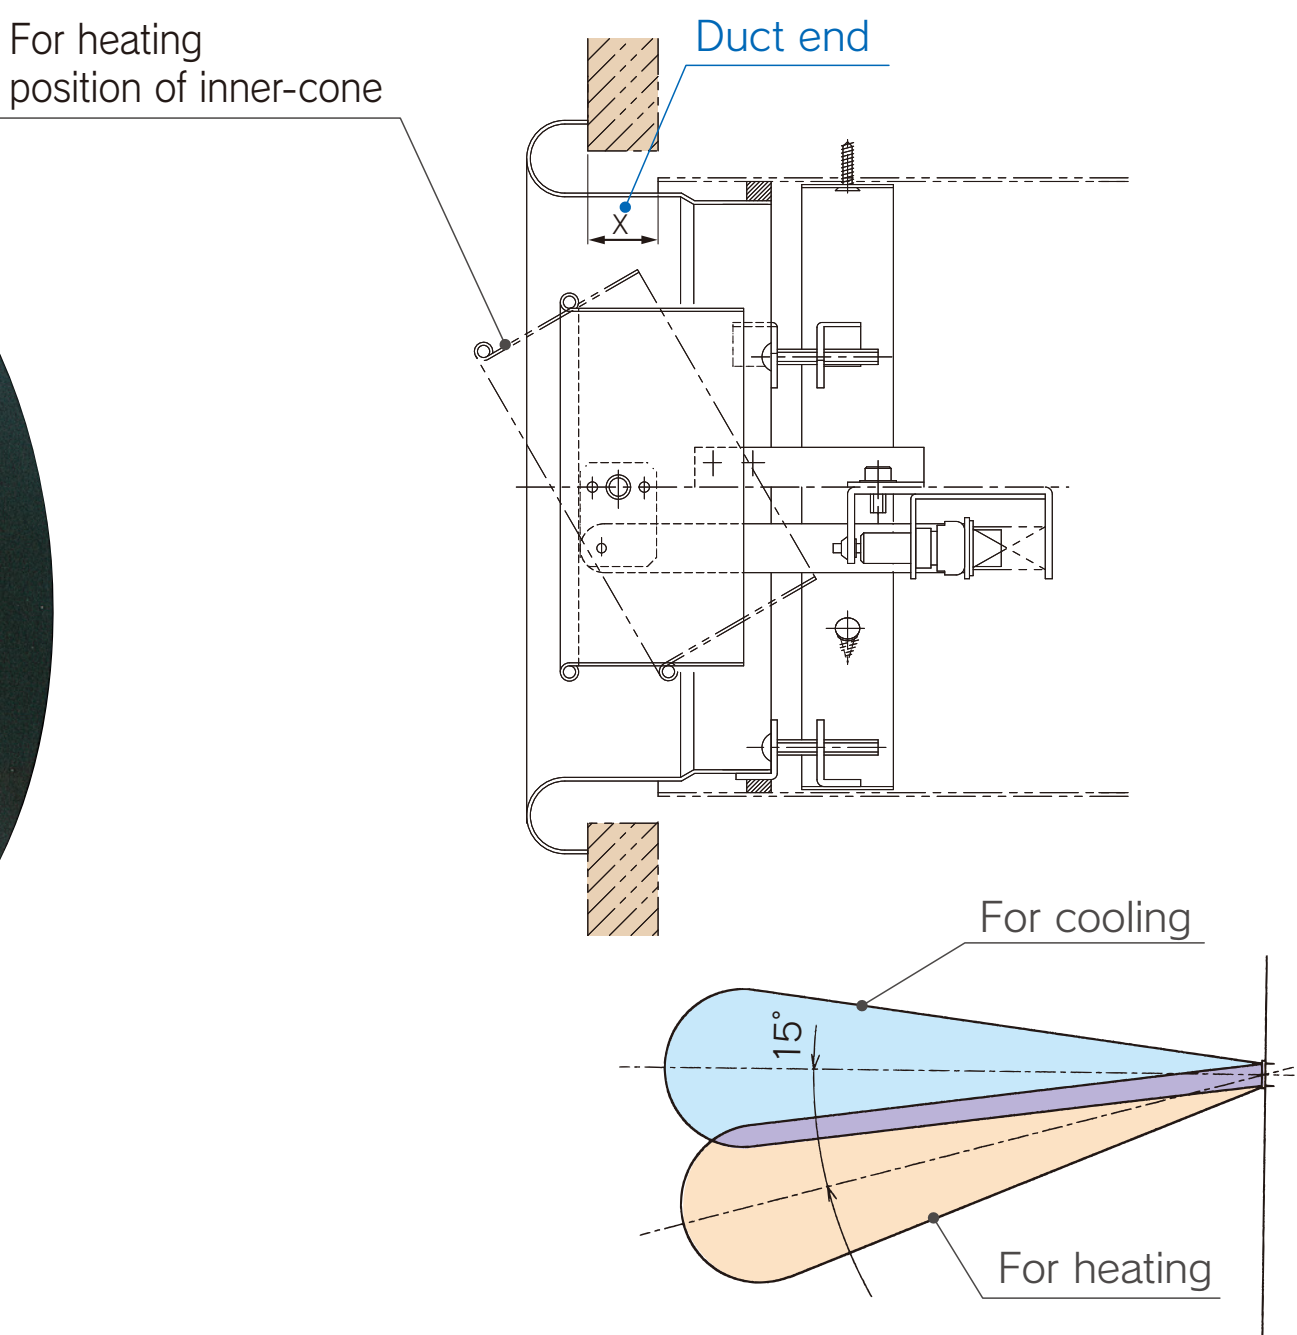 For heating
position of inner-cone
Duct end
X
For cooling
15°
For heating